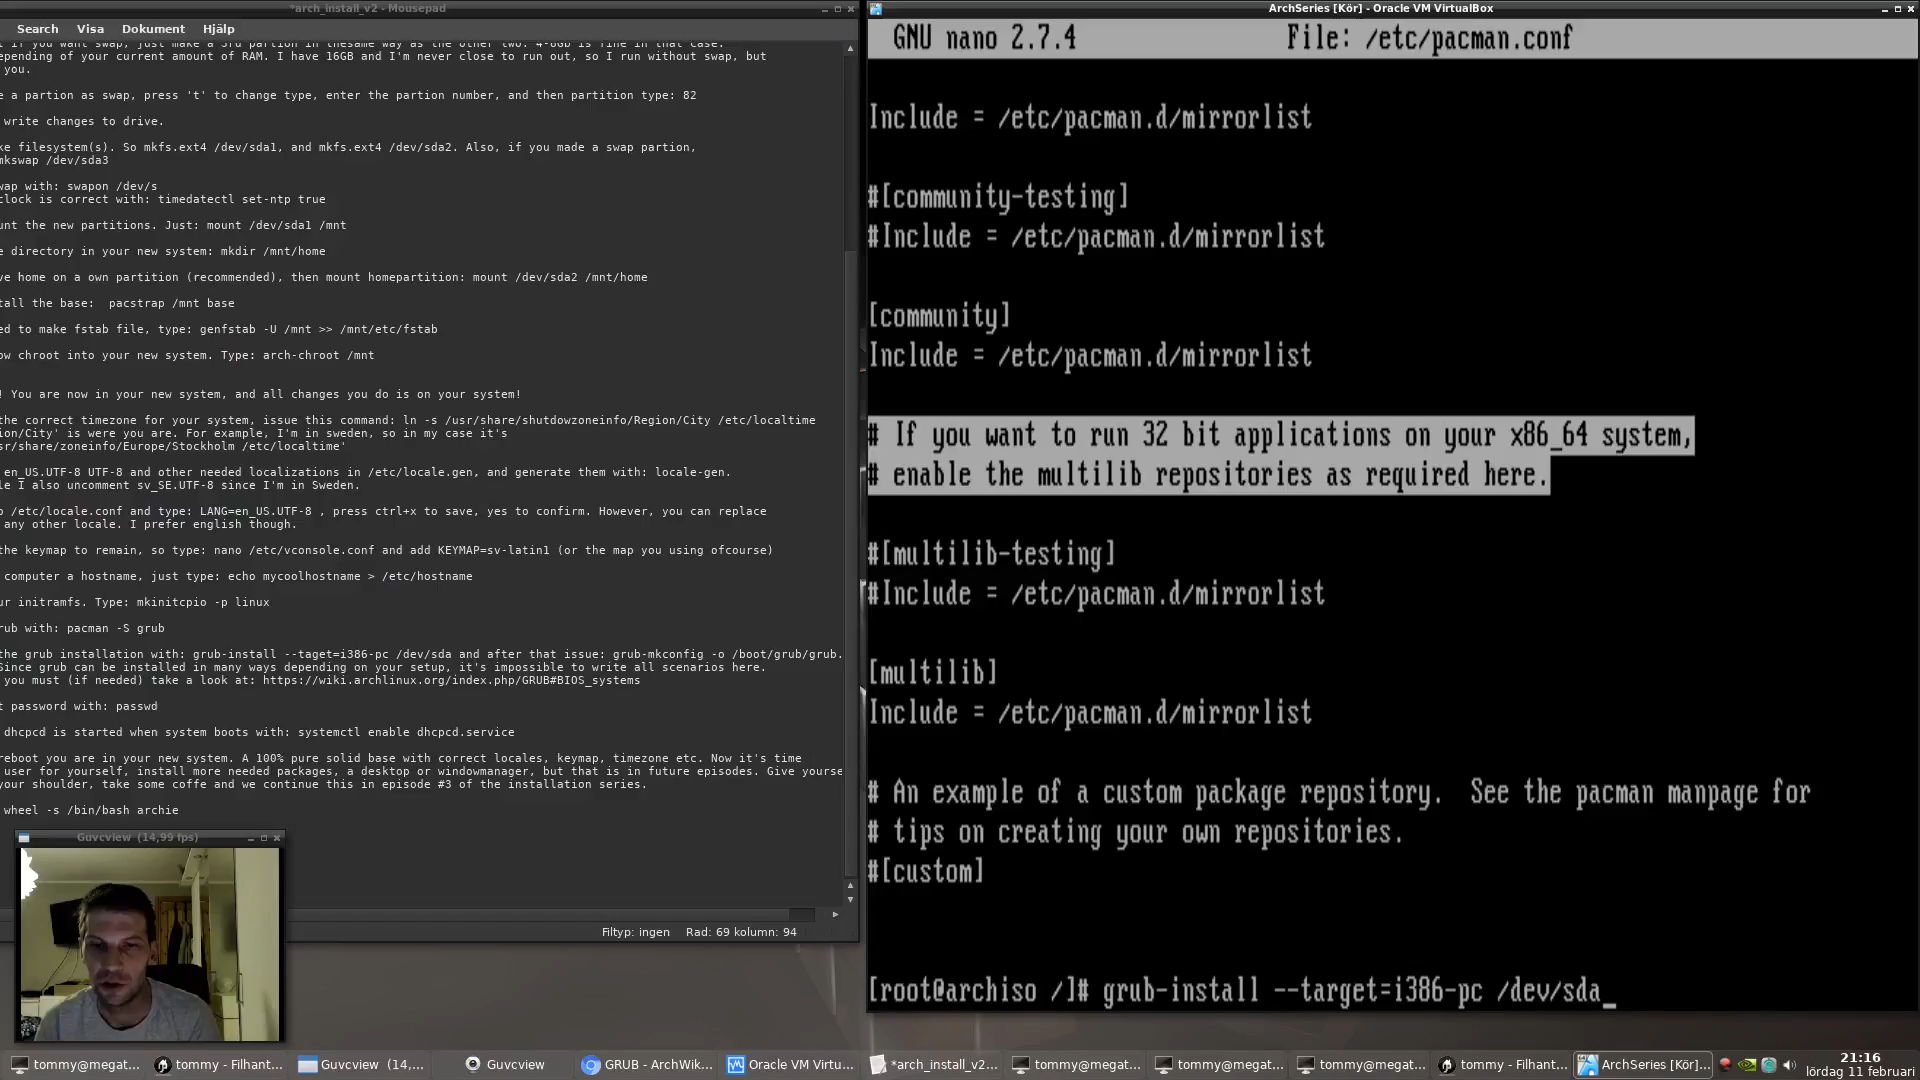 *arch_install_v2 - Mousepad
Search Visa Dokument Hjälp
if you want swap, just make a 3rd partion in thesame way as the other two. 4-8Gb is fine in that case.
epending of your current amount of RAM. I have 16GB and I'm never close to run out, so I run without swap, but
you.
e a partion as swap, press 't' to change type, enter the partion number, and then partition type: 82
write changes to drive.
ke filesystem(s). So mkfs.ext4 /dev/sda1, and mkfs.ext4 /dev/sda2. Also, if you made a swap partion,
mkswap /dev/sda3
wap with: swapon /dev/s
clock is correct with: timedatectl set-ntp true
unt the new partitions. Just: mount /dev/sda1 /mnt
e directory in your new system: mkdir /mnt/home
ve home on a own partition (recommended), then mount homepartition: mount /dev/sda2 /mnt/home
tall the base:  pacstrap /mnt base
ed to make fstab file, type: genfstab -U /mnt >> /mnt/etc/fstab
ow chroot into your new system. Type: arch-chroot /mnt
! You are now in your new system, and all changes you do is on your system!
the correct timezone for your system, issue this command: ln -s /usr/share/shutdowzoneinfo/Region/City /etc/localtime
ion/City' is were you are. For example, I'm in sweden, so in my case it's
sr/share/zoneinfo/Europe/Stockholm /etc/localtime'
en_US.UTF-8 UTF-8 and other needed localizations in /etc/locale.gen, and generate them with: locale-gen.
le I also uncomment sv_SE.UTF-8 since I'm in Sweden.
o /etc/locale.conf and type: LANG=en_US.UTF-8 , press ctrl+x to save, yes to confirm. However, you can replace
any other locale. I prefer english though.
the keymap to remain, so type: nano /etc/vconsole.conf and add KEYMAP=sv-latin1 (or the map you using ofcourse)
computer a hostname, just type: echo mycoolhostname > /etc/hostname
ur initramfs. Type: mkinitcpio -p linux
rub with: pacman -S grub
the grub installation with: grub-install --taget=i386-pc /dev/sda and after that issue: grub-mkconfig -o /boot/grub/grub.
Since grub can be installed in many ways depending on your setup, it's impossible to write all scenarios here.
you must (if needed) take a look at: https://wiki.archlinux.org/index.php/GRUB#BIOS_systems
t password with: passwd
dhcpcd is started when system boots with: systemctl enable dhcpcd.service
reboot you are in your new system. A 100% pure solid base with correct locales, keymap, timezone etc. Now it's time
user for yourself, install more needed packages, a desktop or windowmanager, but that is in future episodes. Give yourse
your shoulder, take some coffe and we continue this in episode #3 of the installation series.
wheel -s /bin/bash archie
Filtyp: ingen Rad: 69 kolumn: 94
Guvcview (14,99 fps)
ArchSeries [Kör] - Oracle VM VirtualBox
GNU nano 2.7.4 File: /etc/pacman.conf
Include = /etc/pacman.d/mirrorlist
#[community-testing]
#Include = /etc/pacman.d/mirrorlist
[community]
Include = /etc/pacman.d/mirrorlist
# If you want to run 32 bit applications on your x86_64 system,
# enable the multilib repositories as required here.
#[multilib-testing]
#Include = /etc/pacman.d/mirrorlist
[multilib]
Include = /etc/pacman.d/mirrorlist
# An example of a custom package repository.  See the pacman manpage for
# tips on creating your own repositories.
#[custom]
[root@archiso /]# grub-install --target=i386-pc /dev/sda_
tommy@megat... tommy - Filhant... Guvcview (14,... Guvcview GRUB - ArchWik... Oracle VM Virtu... *arch_install_v2... tommy@megat... tommy@megat... tommy@megat... tommy - Filhant... ArchSeries [Kör]...
21:16
lördag 11 februari